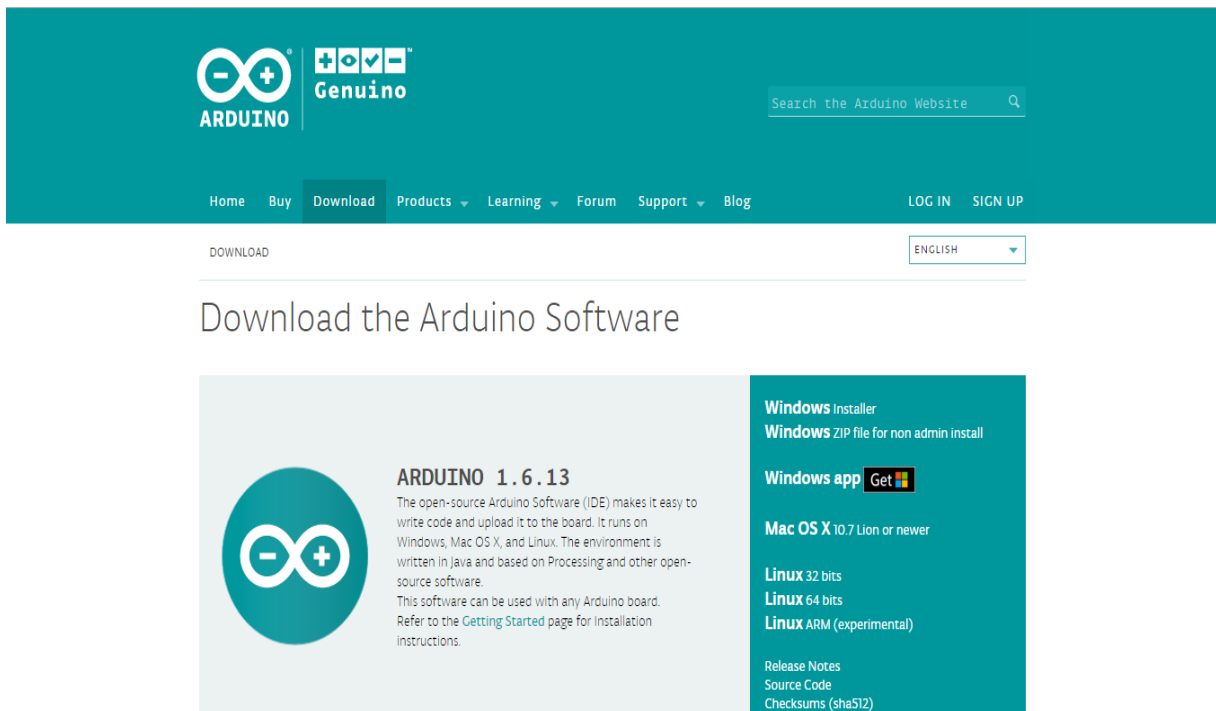 ARDUINO
Genuino
Search the Arduino Website
Home Buy Download Products Learning Forum Support Blog LOG IN SIGN UP
DOWNLOAD
ENGLISH
Download the Arduino Software
ARDUINO 1.6.13
The open-source Arduino Software (IDE) makes it easy to
write code and upload it to the board. It runs on
Windows, Mac OS X, and Linux. The environment is
written in Java and based on Processing and other open-
source software.
This software can be used with any Arduino board.
Refer to the Getting Started page for Installation
instructions.
Windows Installer
Windows ZIP file for non admin install
Windows app Get
Mac OS X 10.7 Lion or newer
Linux 32 bits
Linux 64 bits
Linux ARM (experimental)
Release Notes
Source Code
Checksums (sha512)